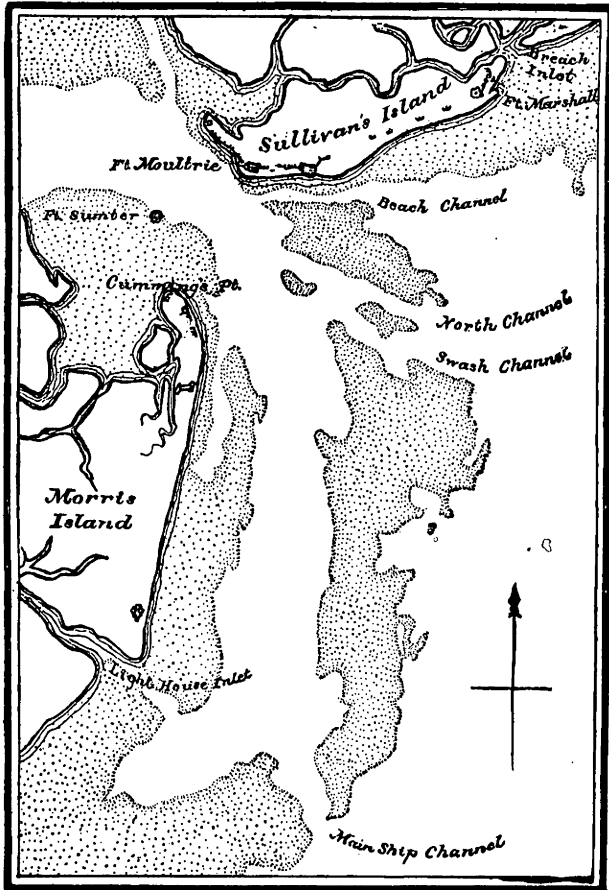 Breach
Inlet
Sullivan's Island
Ft. Marshall
Ft. Moultrie
Beach Channel
Ft. Sumter
Cumming's Pt.
North Channel
Swash Channel
Morris
Island
Light House Inlet
Main Ship Channel